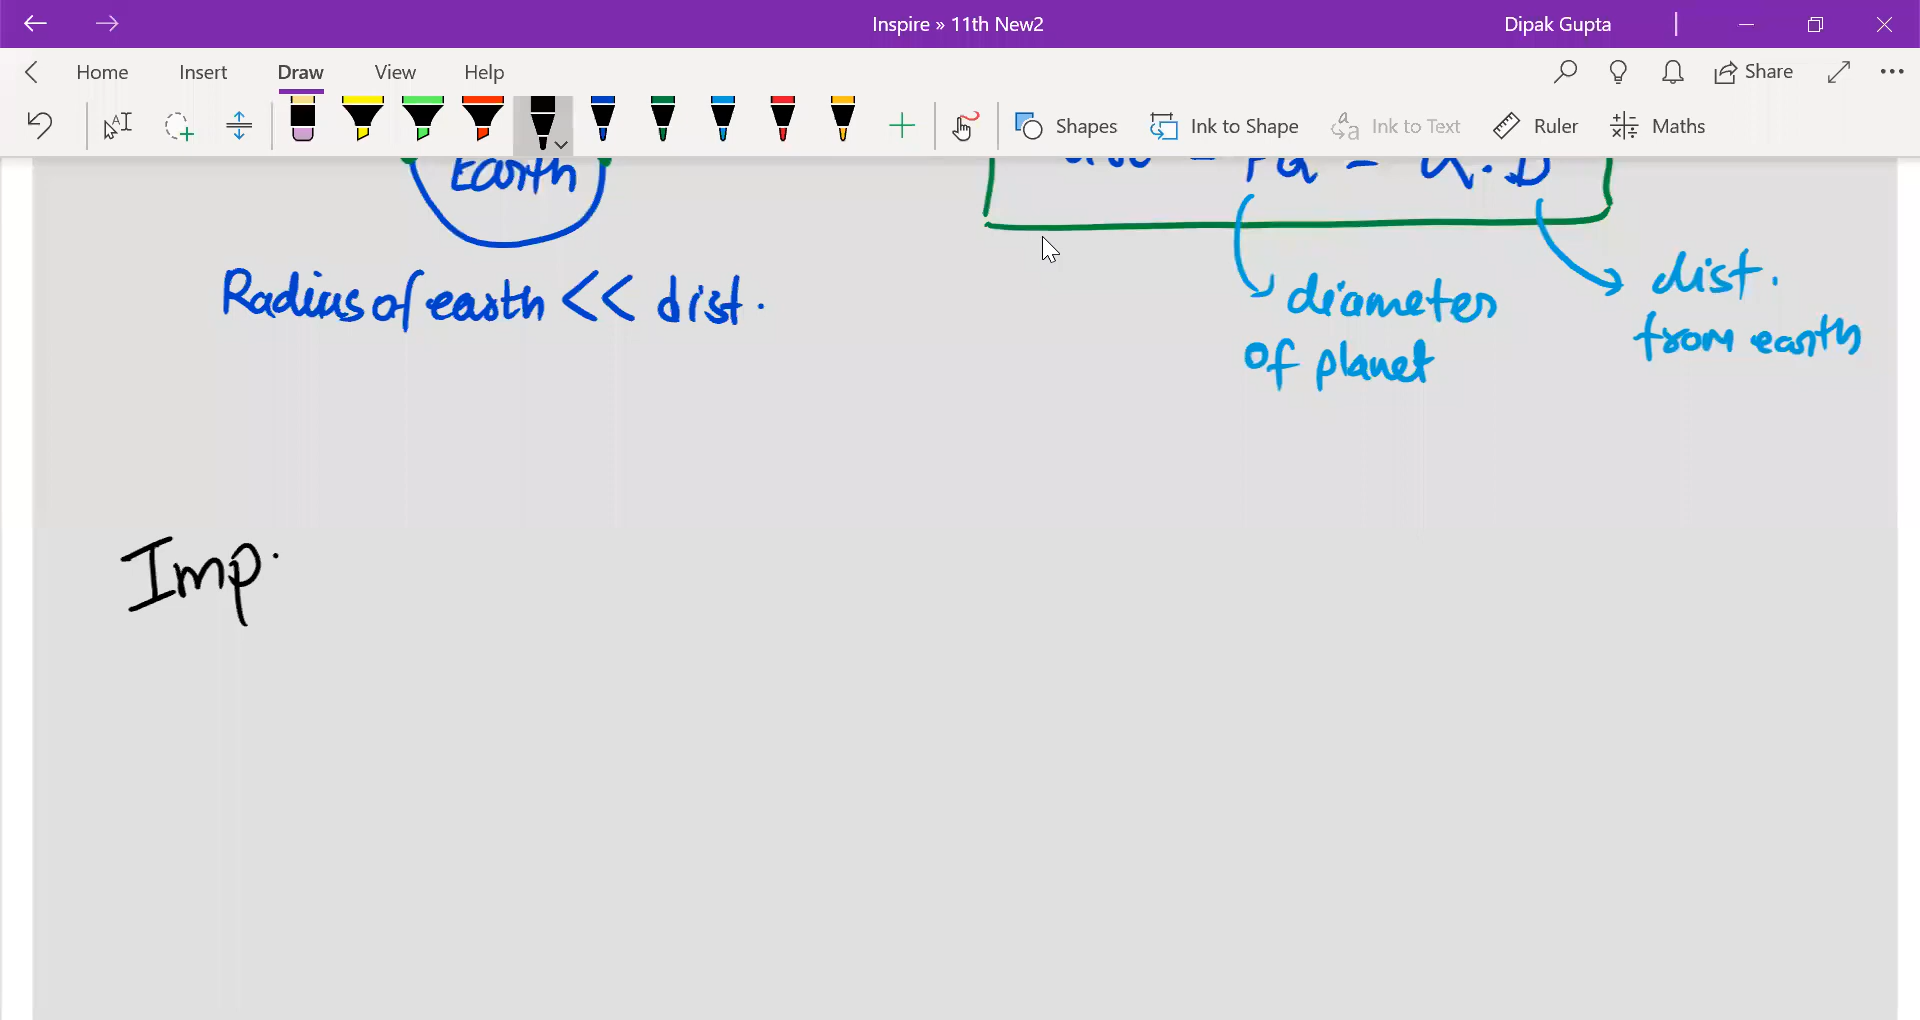 Inspire » 11th New2
Dipak Gupta
Home Insert Draw View Help
Share
Shapes Ink to Shape Ink to Text Ruler Maths
Earth
= PQ = α . D
Radius of earth << dist.
diameter
of planet
dist.
from earth
Imp.